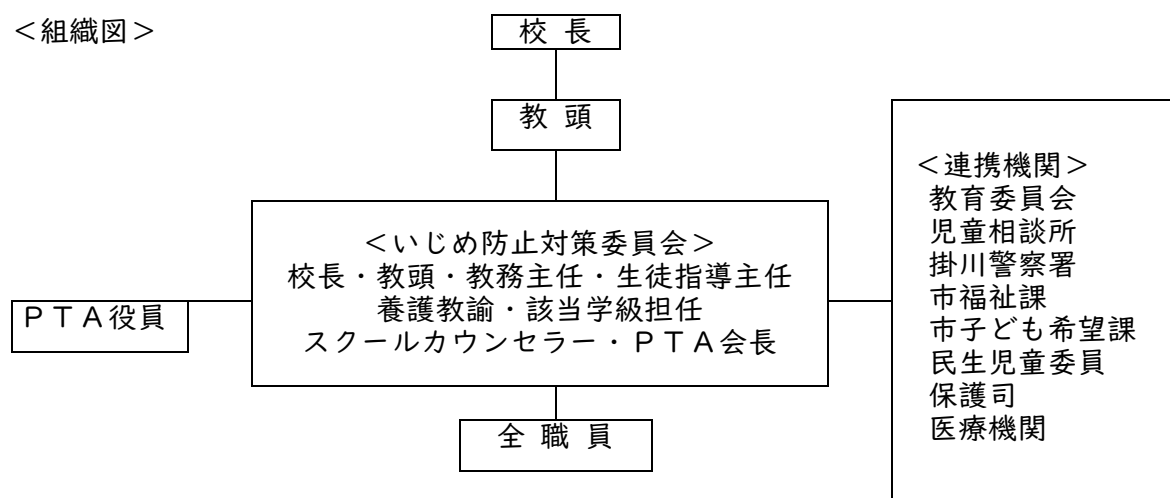 ＜組織図＞
校 長
教 頭
＜いじめ防止対策委員会＞
校長・教頭・教務主任・生徒指導主任
養護教諭・該当学級担任
スクールカウンセラー・ＰＴＡ会長
ＰＴＡ役員
全 職 員
＜連携機関＞
教育委員会
児童相談所
掛川警察署
市福祉課
市子ども希望課
民生児童委員
保護司
医療機関